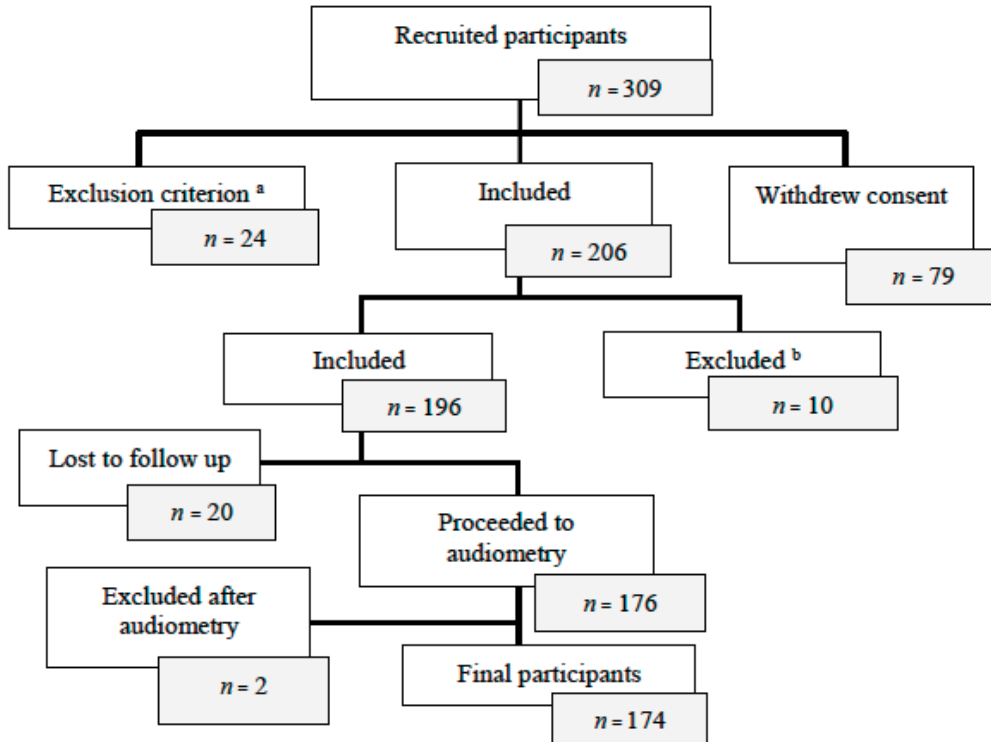 Recruited participants
n = 309
Exclusion criterion a
n = 24
Included
n = 206
Withdrew consent
n = 79
Included
n = 196
Excluded b
n = 10
Lost to follow up
n = 20
Proceeded to
audiometry
n = 176
Excluded after
audiometry
n = 2
Final participants
n = 174